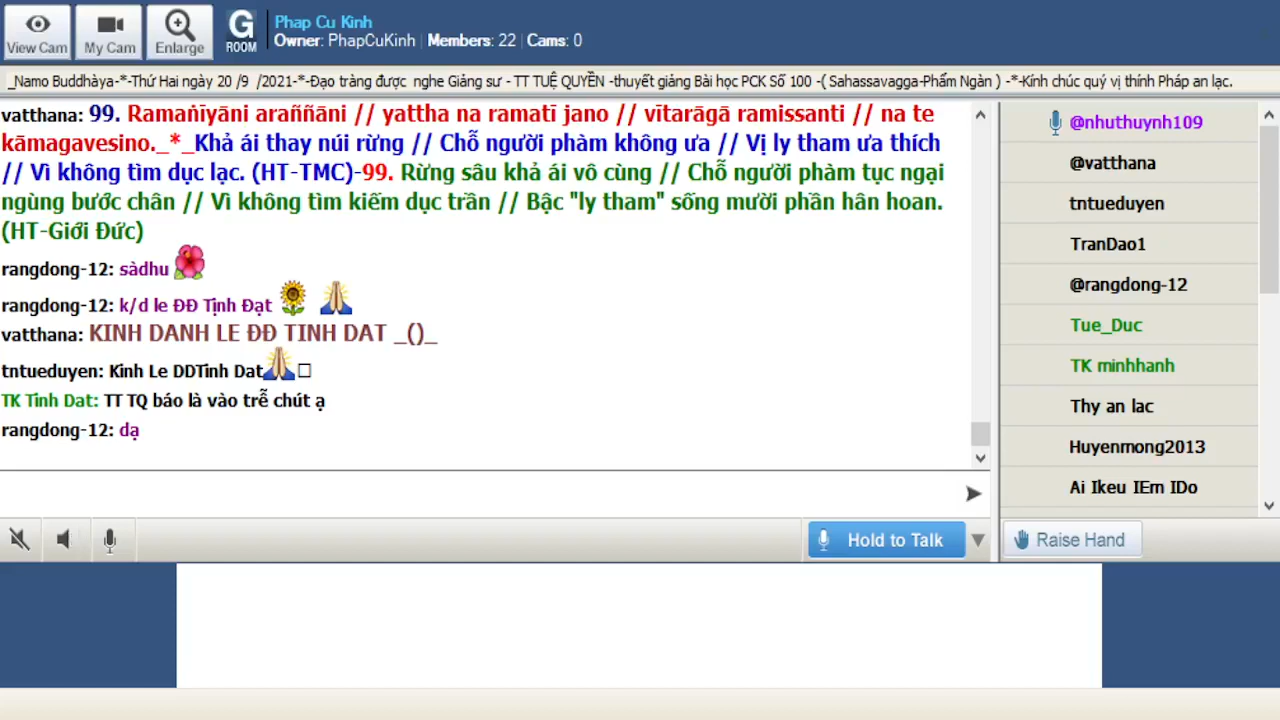 View Cam
My Cam
Enlarge
G
ROOM
Phap Cu Kinh
Owner: PhapCuKinh | Members: 22 | Cams: 0
_Namo Buddhàya-*-Thứ Hai ngày 20 /9 /2021-*-Đạo tràng được nghe Giảng sư - TT TUỆ QUYỀN -thuyết giảng Bài học PCK Số 100 -( Sahassavagga-Phẩm Ngàn ) -*-Kính chúc quý vị thính Pháp an lạc.
vatthana: 99. Ramaṅīyāni araññāni // yattha na ramatī jano // vītarāgā ramissanti // na te
kāmagavesino._*_Khả ái thay núi rừng // Chỗ người phàm không ưa // Vị ly tham ưa thích
// Vì không tìm dục lạc. (HT-TMC)-99. Rừng sâu khả ái vô cùng // Chỗ người phàm tục ngại
ngùng bước chân // Vì không tìm kiếm dục trần // Bậc "ly tham" sống mười phần hân hoan.
(HT-Giới Đức)
rangdong-12: sàdhu
rangdong-12: k/d le ĐĐ Tịnh Đạt
vatthana: KINH DANH LE ĐĐ TINH DAT _()_
tntueduyen: Kinh Le DDTinh Dat
TK Tinh Dat: TT TQ báo là vào trễ chút ạ
rangdong-12: dạ
@nhuthuynh109
@vatthana
tntueduyen
TranDao1
@rangdong-12
Tue_Duc
TK minhhanh
Thy an lac
Huyenmong2013
Ai Ikeu IEm IDo
Hold to Talk
Raise Hand